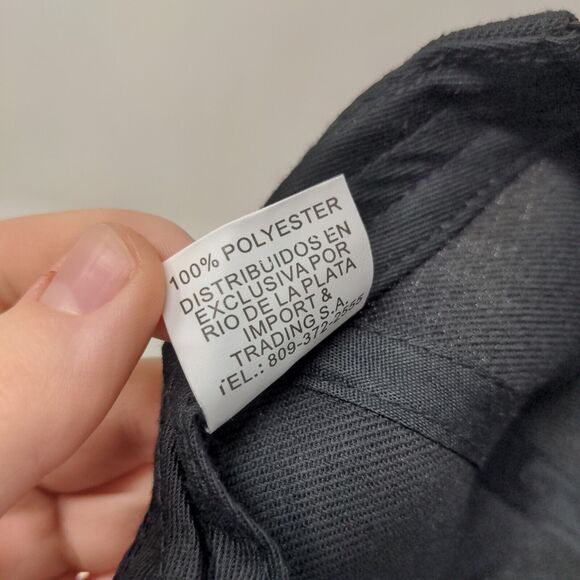 100% POLYESTER
DISTRIBUIDOS EN
EXCLUSIVA POR
RIO DE LA PLATA
IMPORT &
TRADING S.A.
TEL.: 809-372-2555